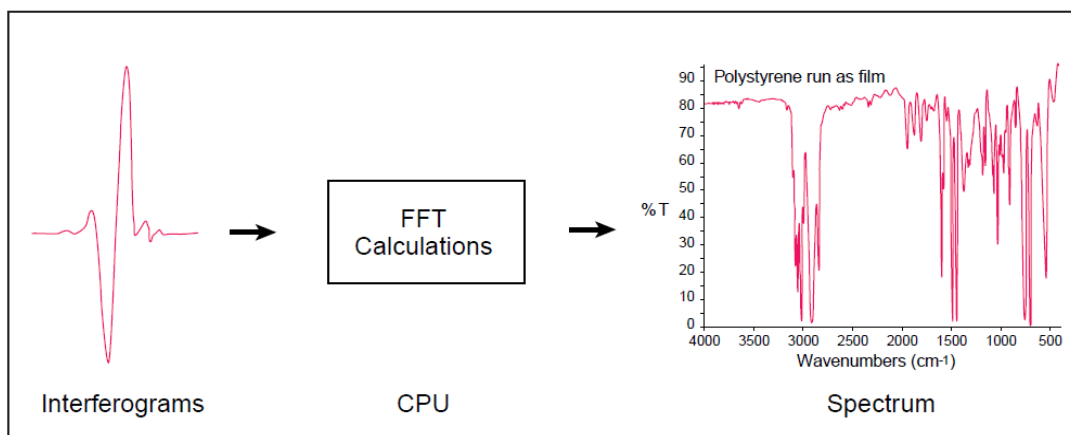 Polystyrene run as film
90
80
70
60
50
%T
40
30
20
10
0
4000 3500 3000 2500 2000 1500 1000 500
Wavenumbers (cm-1)
FFT
Calculations
Interferograms
CPU
Spectrum